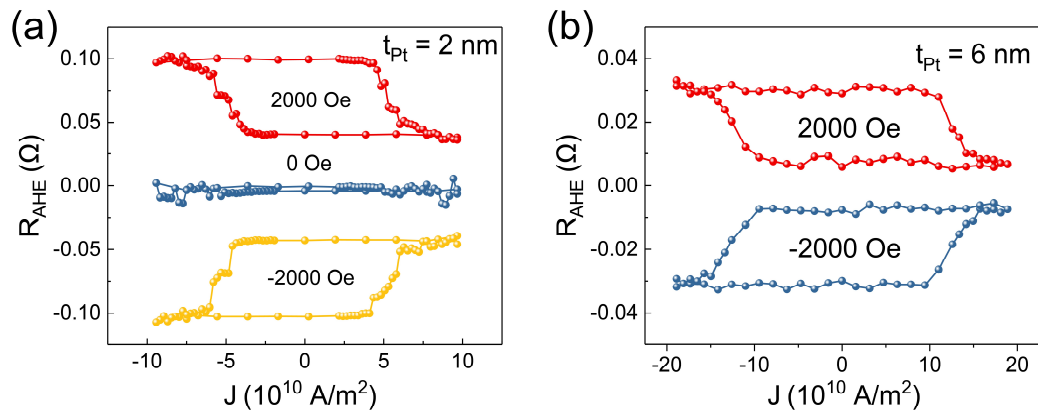 (a)
t_Pt = 2 nm
0.10
0.05
0.00
-0.05
-0.10
R_AHE (Ω)
2000 Oe
0 Oe
-2000 Oe
-10
-5
0
5
10
J (10^10 A/m^2)
(b)
t_Pt = 6 nm
0.04
0.02
0.00
-0.02
-0.04
R_AHE (Ω)
2000 Oe
-2000 Oe
-20
-10
0
10
20
J (10^10 A/m^2)